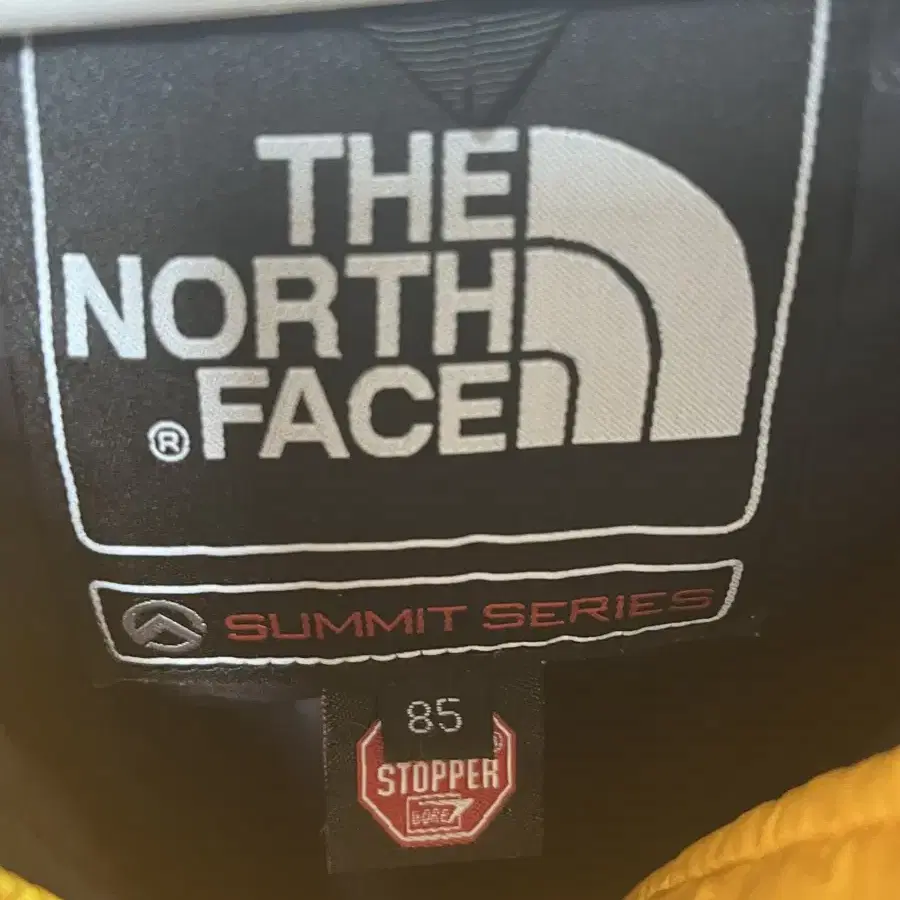 THE
NORTH
® FACE
SUMMIT SERIES
85
STOPPER
GORE